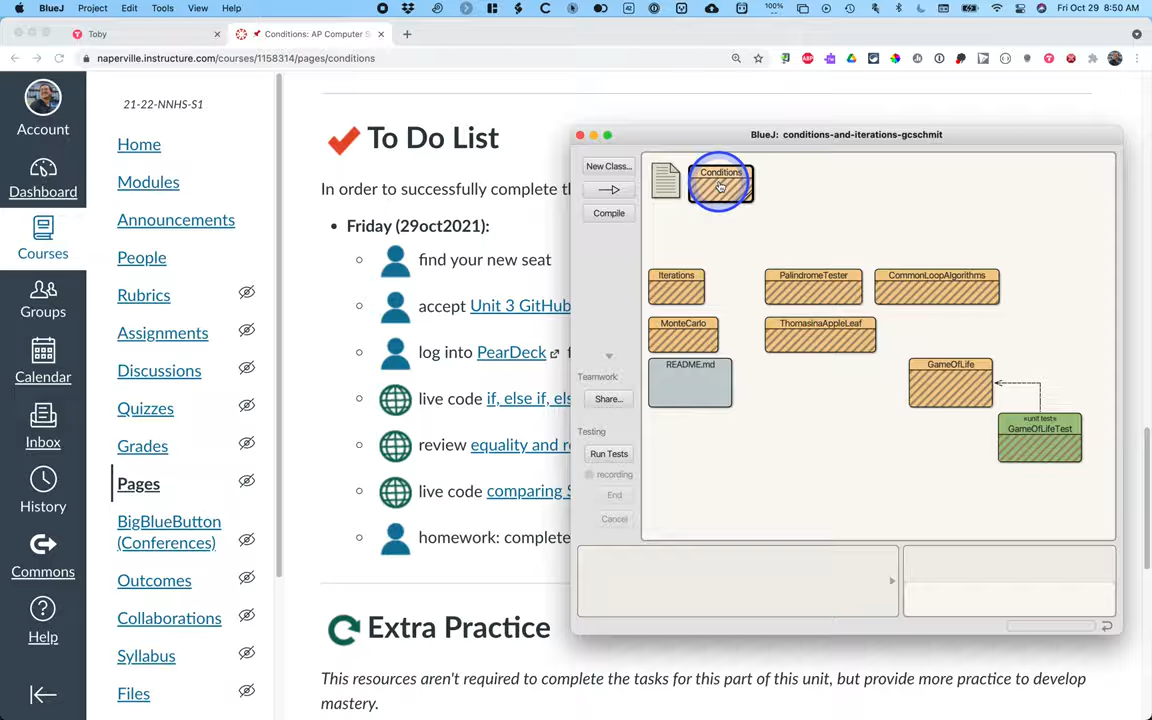 BlueJ Project Edit Tools View Help
100%
Fri Oct 29 8:50 AM
Toby
Conditions: AP Computer S
naperville.instructure.com/courses/1158314/pages/conditions
Account
Dashboard
Courses
Groups
Calendar
Inbox
History
Commons
Help
21-22-NNHS-S1
Home
Modules
Announcements
People
Rubrics
Assignments
Discussions
Quizzes
Grades
Pages
BigBlueButton
(Conferences)
Outcomes
Collaborations
Syllabus
Files
To Do List
In order to successfully complete th
Friday (29oct2021):
find your new seat
accept Unit 3 GitHub
log into PearDeck f
live code if, else if, els
review equality and r
live code comparing S
homework: complete
Extra Practice
This resources aren't required to complete the tasks for this part of this unit, but provide more practice to develop
mastery.
BlueJ: conditions-and-iterations-gcschmit
New Class...
Compile
Teamwork
Share...
Testing
Run Tests
recording
End
Cancel
Conditions
Iterations
PalindromeTester
CommonLoopAlgorithms
MonteCarlo
ThomasinaAppleLeaf
README.md
GameOfLife
«unit test»
GameOfLifeTest